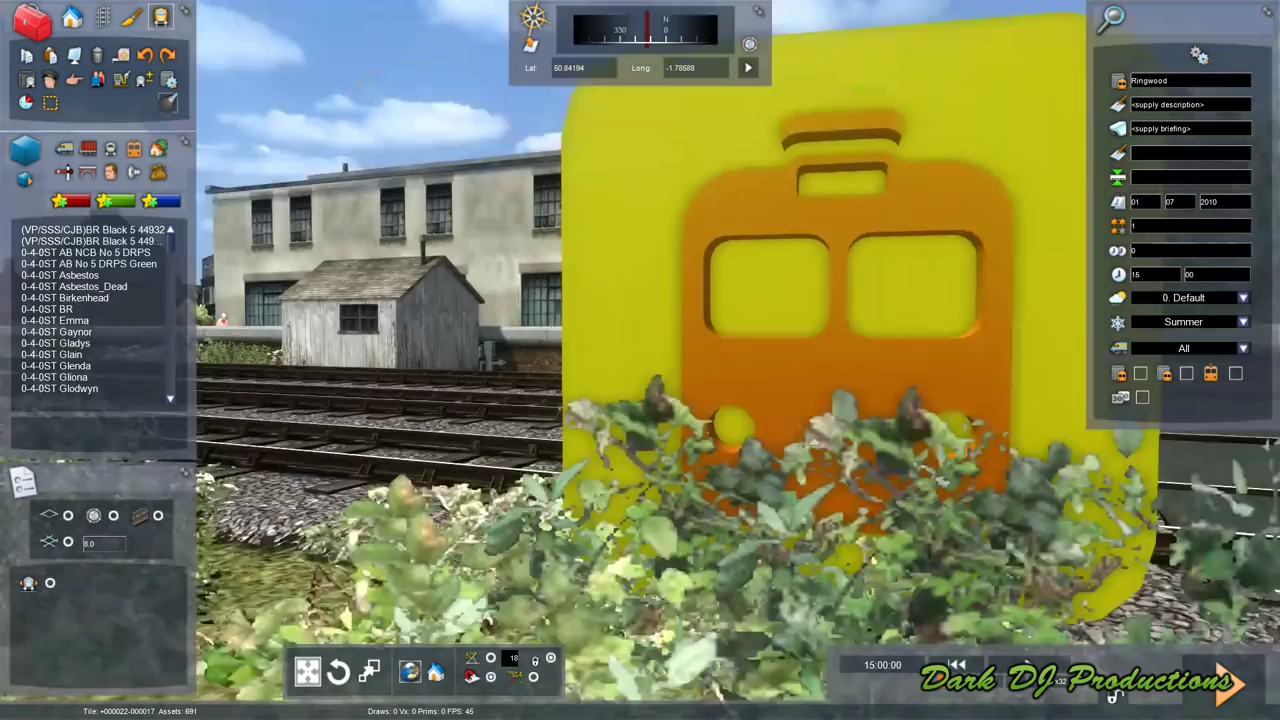 N
330
0
Lat:
50.84194
Long:
-1.78588
Ringwood
<supply description>
<supply briefing>
01
07
2010
1
0
15
00
0. Default
Summer
All
(VP/SSS/CJB)BR Black 5 44932
(VP/SSS/CJB)BR Black 5 449...
0-4-0ST AB NCB No 5 DRPS
0-4-0ST AB No 5 DRPS Green
0-4-0ST Asbestos
0-4-0ST Asbestos_Dead
0-4-0ST Birkenhead
0-4-0ST BR
0-4-0ST Emma
0-4-0ST Gaynor
0-4-0ST Gladys
0-4-0ST Glain
0-4-0ST Glenda
0-4-0ST Gliona
0-4-0ST Glodwyn
8.0
18
15:00:00
x32
Dark DJ Productions
Tile: +000022-000017 Assets: 691
Draws: 0 Vx: 0 Prims: 0 FPS: 45